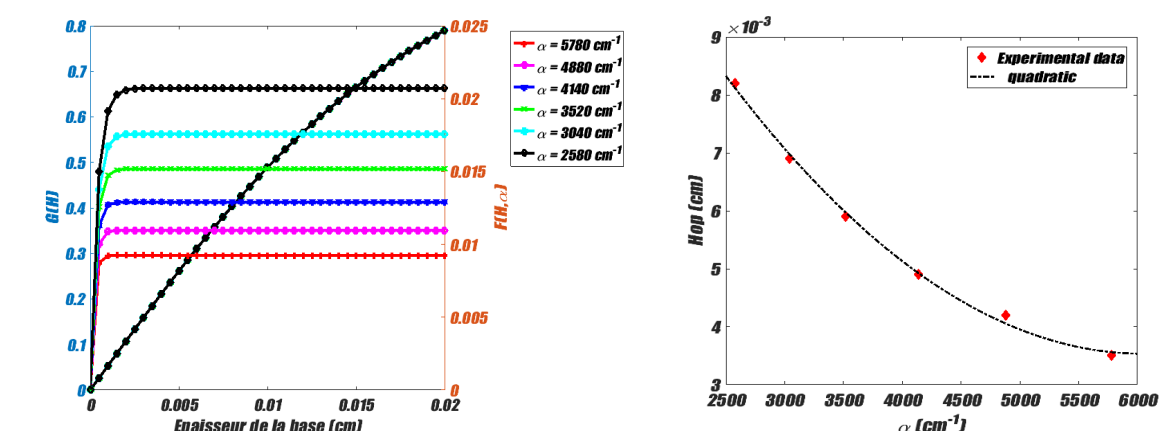 0.8
0.7
0.6
0.5
0.4
0.3
0.2
0.1
0
G(H)
0.025
0.02
0.015
0.01
0.005
0
F(H,α)
0 0.005 0.01 0.015 0.02
Epaisseur de la base (cm)
α = 5780 cm-1
α = 4880 cm-1
α = 4140 cm-1
α = 3520 cm-1
α = 3040 cm-1
α = 2580 cm-1
×10-3
9
8
7
6
5
4
3
Hop (cm)
2500 3000 3500 4000 4500 5000 5500 6000
α (cm-1)
Experimental data
quadratic